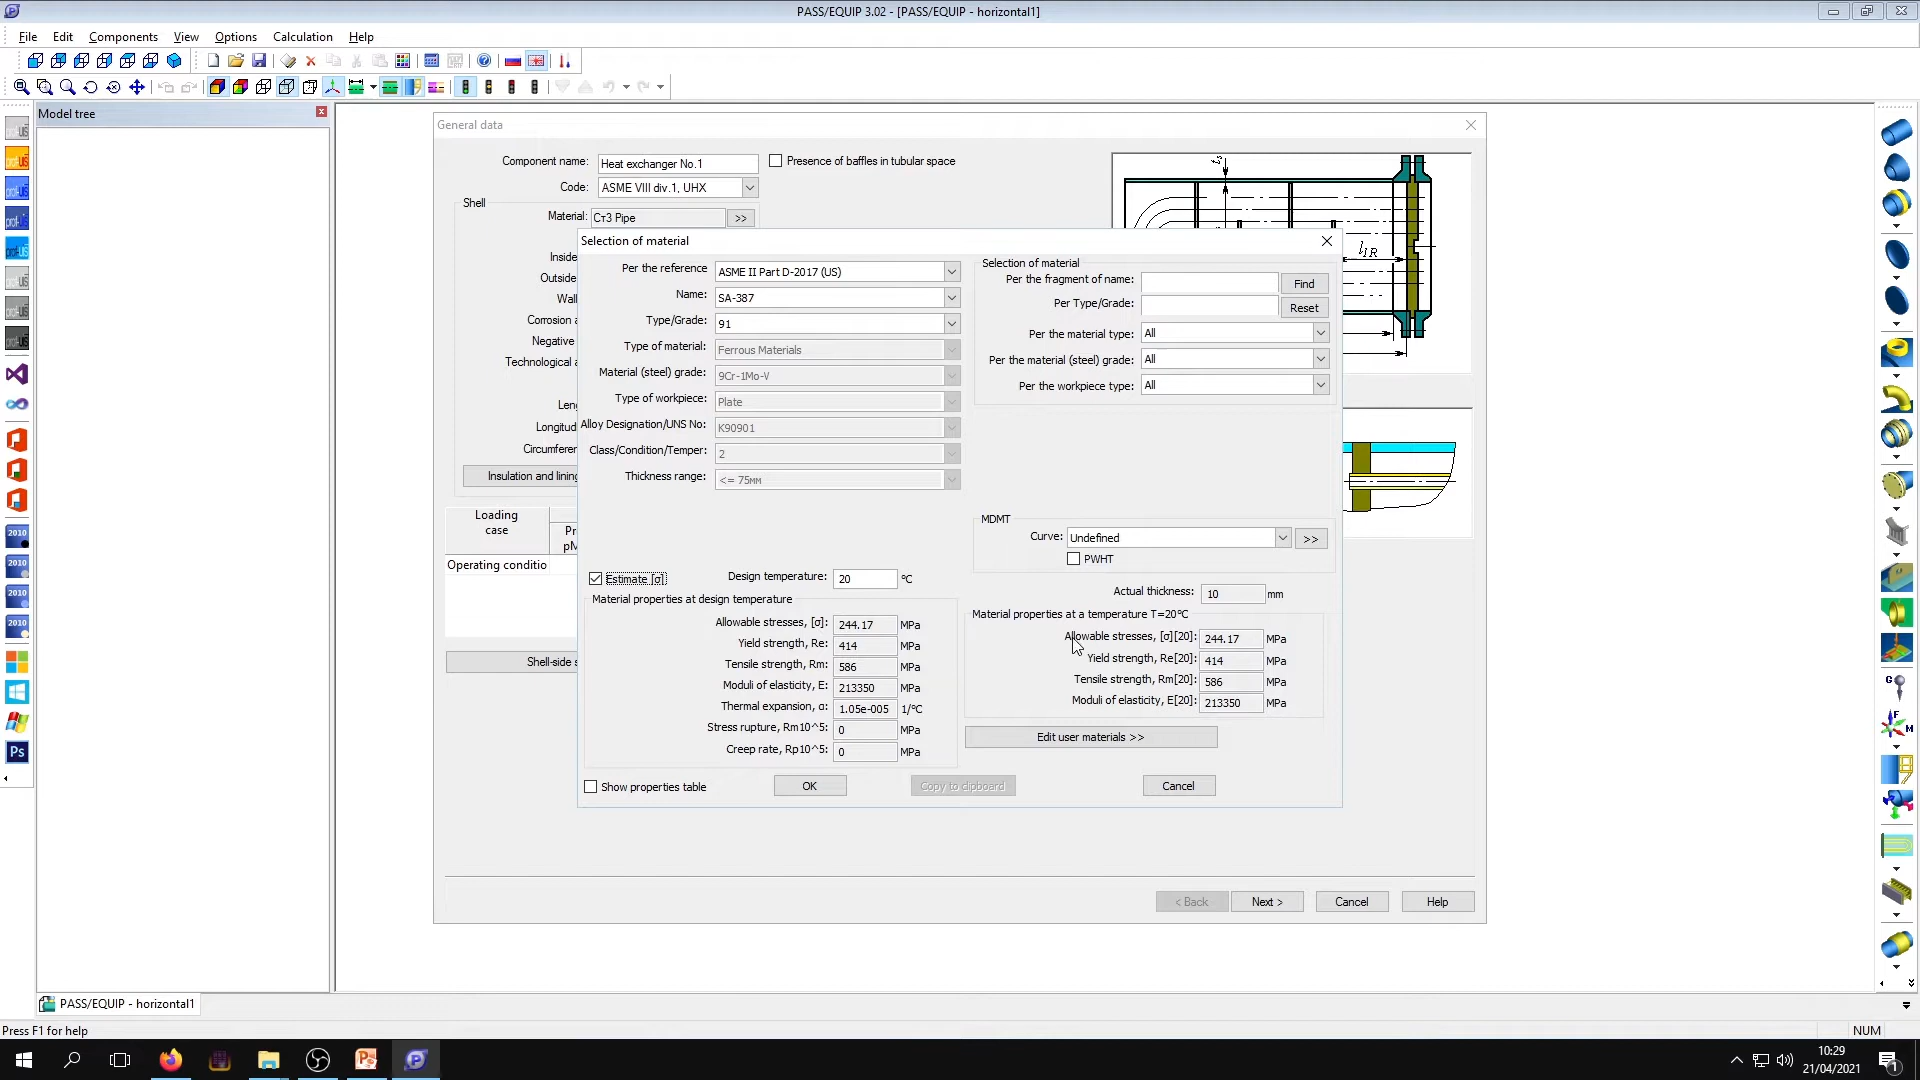 PASS/EQUIP 3.02 - [PASS/EQUIP - horizontal1]
File Edit Components View Options Calculation Help
Model tree
General data
Component name: Heat exchanger No.1 Presence of baffles in tubular space
Code: ASME VIII div.1, UHX
Shell
Material: Ст3 Pipe >>
Inside
Outside
Wall
Corrosion a
Negative
Technological a
Leng
Longitud
Circumferen
Insulation and lining
Loading
case
Pr
pM
Operating conditio
Shell-side s
l1R
Selection of material
Per the reference ASME II Part D-2017 (US)
Name: SA-387
Type/Grade: 91
Type of material: Ferrous Materials
Material (steel) grade: 9Cr-1Mo-V
Type of workpiece: Plate
Alloy Designation/UNS No: K90901
Class/Condition/Temper: 2
Thickness range: <= 75мм
Selection of material
Per the fragment of name: Find
Per Type/Grade: Reset
Per the material type: All
Per the material (steel) grade: All
Per the workpiece type: All
MDMT
Curve: Undefined >>
PWHT
Estimate [σ] Design temperature: 20 °C
Material properties at design temperature
Allowable stresses, [σ]: 244.17 MPa
Yield strength, Re: 414 MPa
Tensile strength, Rm: 586 MPa
Moduli of elasticity, E: 213350 MPa
Thermal expansion, α: 1.05e-005 1/°C
Stress rupture, Rm10^5: 0 MPa
Creep rate, Rp10^5: 0 MPa
Actual thickness: 10 mm
Material properties at a temperature T=20°C
Allowable stresses, [σ][20]: 244.17 MPa
Yield strength, Re[20]: 414 MPa
Tensile strength, Rm[20]: 586 MPa
Moduli of elasticity, E[20]: 213350 MPa
Edit user materials >>
Show properties table OK Copy to clipboard Cancel
< Back Next > Cancel Help
2010
2010
2010
2010
Ps
G
F
M
PASS/EQUIP - horizontal1
Press F1 for help NUM
10:29
21/04/2021
1